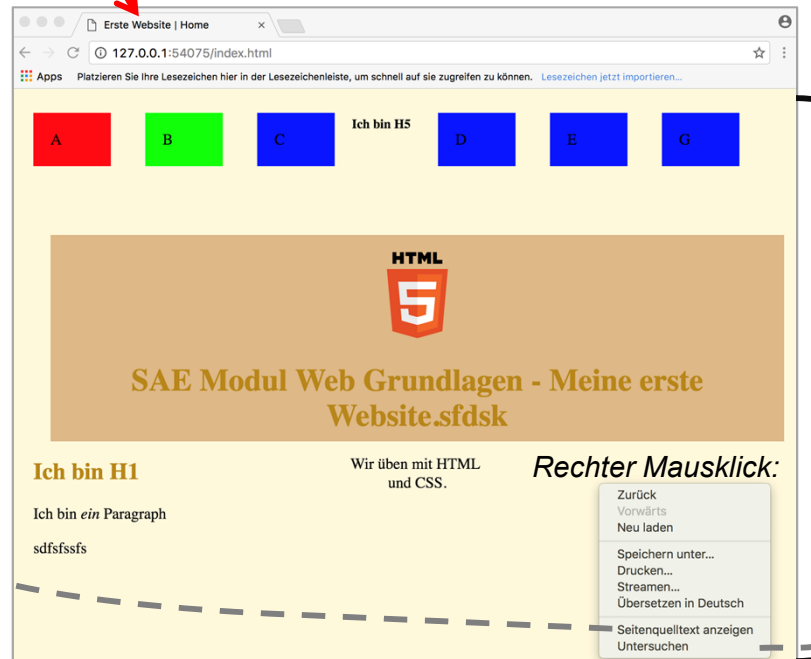 Erste Website | Home
127.0.0.1:54075/index.html
Apps Platzieren Sie Ihre Lesezeichen hier in der Lesezeichenleiste, um schnell auf sie zugreifen zu können. Lesezeichen jetzt importieren...
A B C Ich bin H5 D E G
HTML
5
SAE Modul Web Grundlagen - Meine erste
Website.sfdsk
Ich bin H1
Ich bin ein Paragraph
sdfsfssfs
Wir üben mit HTML
und CSS.
Rechter Mausklick:
Zurück
Vorwärts
Neu laden
Speichern unter...
Drucken...
Streamen...
Übersetzen in Deutsch
Seitenquelltext anzeigen
Untersuchen